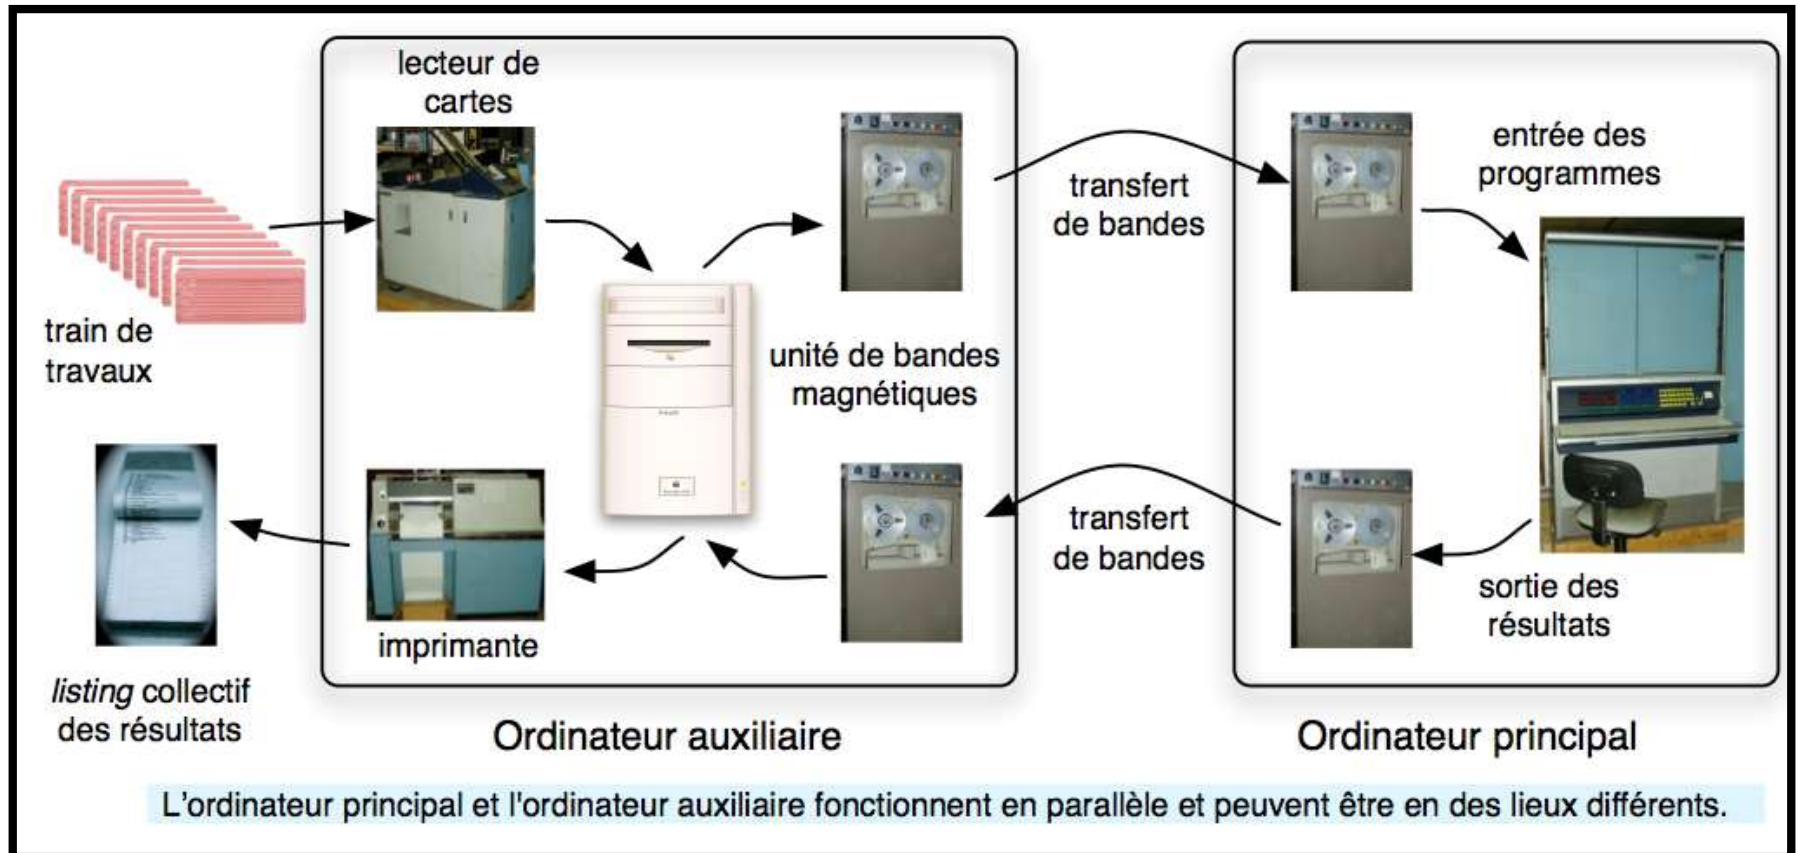 lecteur de
cartes
train de
travaux
unité de bandes
magnétiques
transfert
de bandes
entrée des
programmes
imprimante
listing collectif
des résultats
transfert
de bandes
sortie des
résultats
Ordinateur auxiliaire
Ordinateur principal
L'ordinateur principal et l'ordinateur auxiliaire fonctionnent en parallèle et peuvent être en des lieux différents.